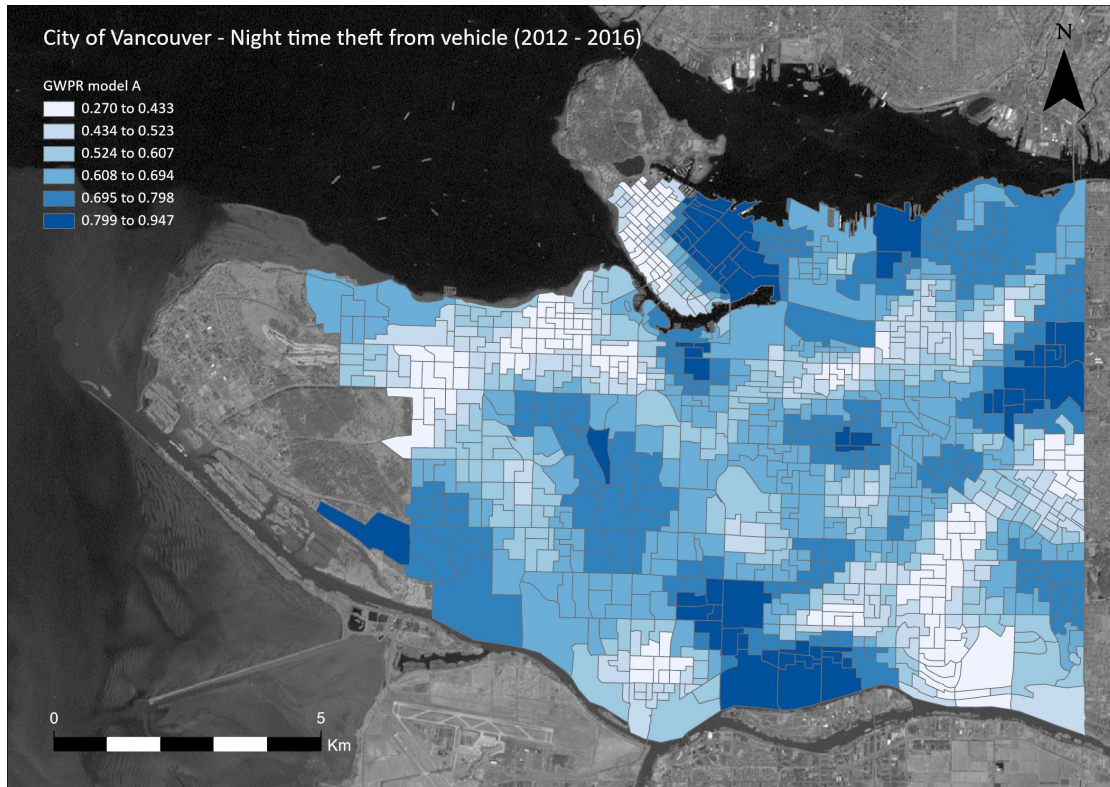 City of Vancouver - Night time theft from vehicle (2012 - 2016)
N
GWPR model A
0.270 to 0.433
0.434 to 0.523
0.524 to 0.607
0.608 to 0.694
0.695 to 0.798
0.799 to 0.947
0 5
Km